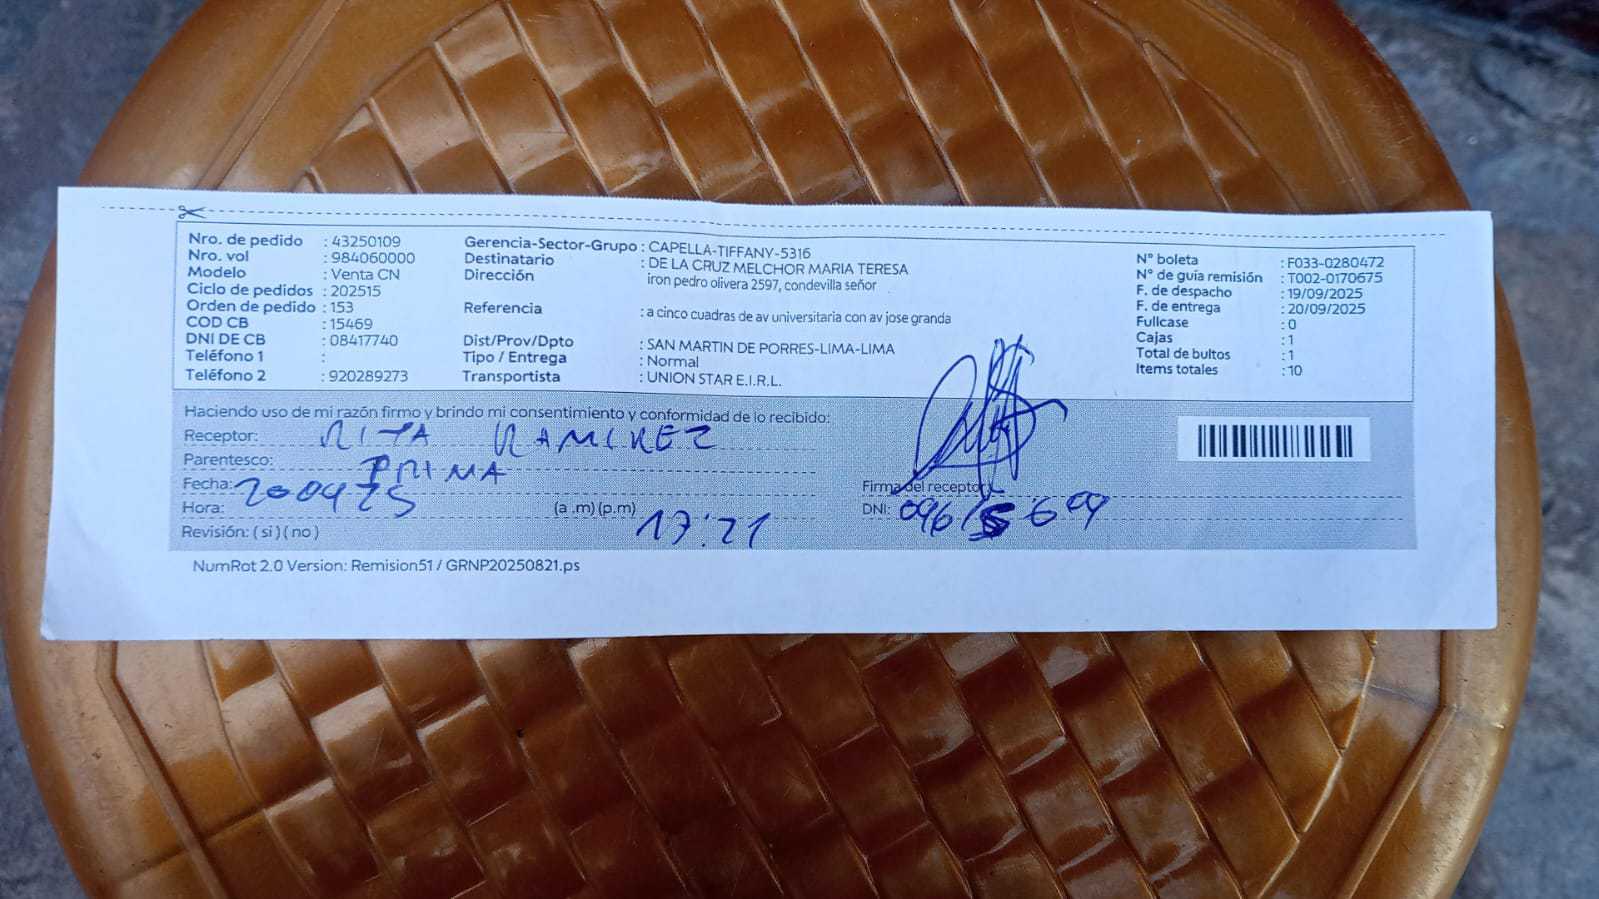 Nro. de pedido : 43250109
Nro. vol : 984060000
Modelo : Venta CN
Ciclo de pedidos : 202515
Orden de pedido : 153
COD CB : 15469
DNI DE CB : 08417740
Teléfono 1 :
Teléfono 2 : 920289273
Gerencia-Sector-Grupo : CAPELLA-TIFFANY-5316
Destinatario : DE LA CRUZ MELCHOR MARIA TERESA
Dirección iron pedro olivera 2597, condevilla señor
Referencia : a cinco cuadras de av universitaria con av jose granda
Dist/Prov/Dpto : SAN MARTIN DE PORRES-LIMA-LIMA
Tipo / Entrega : Normal
Transportista : UNION STAR E.I.R.L.
N° boleta : F033-0280472
N° de guía remisión : T002-0170675
F. de despacho : 19/09/2025
F. de entrega : 20/09/2025
Fullcase : 0
Cajas : 1
Total de bultos : 1
Items totales : 10
Haciendo uso de mi razón firmo y brindo mi consentimiento y conformidad de lo recibido:
Receptor: RITA RAMIREZ
Parentesco: PRIMA
Fecha: 200925
Hora: (a .m) (p.m) 17:21
Revisión: ( si ) ( no )
Firma del receptor:
DNI:
NumRot 2.0 Version: Remision51 / GRNP20250821.ps